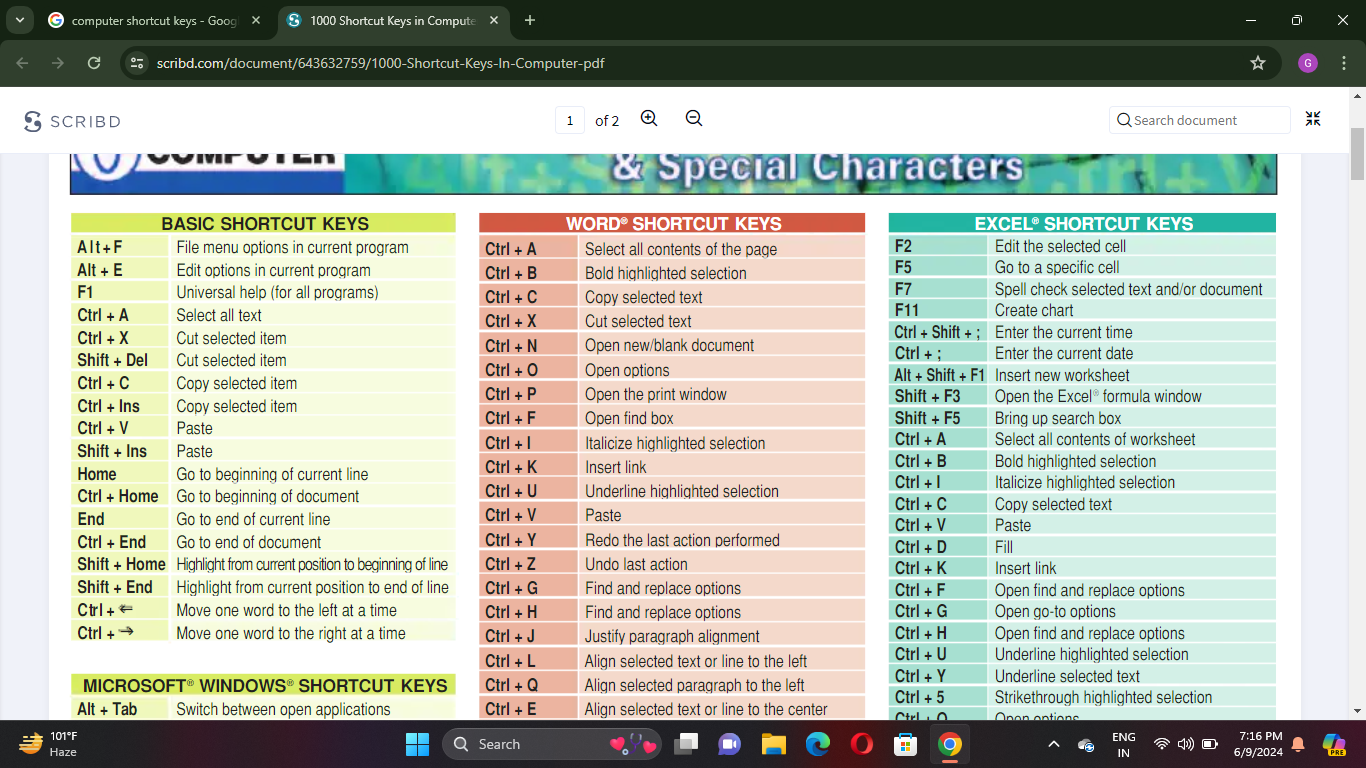 computer shortcut keys - Goog
1000 Shortcut Keys in Compute
scribd.com/document/643632759/1000-Shortcut-Keys-In-Computer-pdf
G
SCRIBD
1 of 2
Search document
COMPUTER
& Special Characters
BASIC SHORTCUT KEYS
Alt+F File menu options in current program
Alt + E Edit options in current program
F1 Universal help (for all programs)
Ctrl + A Select all text
Ctrl + X Cut selected item
Shift + Del Cut selected item
Ctrl + C Copy selected item
Ctrl + Ins Copy selected item
Ctrl + V Paste
Shift + Ins Paste
Home Go to beginning of current line
Ctrl + Home Go to beginning of document
End Go to end of current line
Ctrl + End Go to end of document
Shift + Home Highlight from current position to beginning of line
Shift + End Highlight from current position to end of line
Ctrl + ⇐ Move one word to the left at a time
Ctrl + → Move one word to the right at a time
MICROSOFT® WINDOWS® SHORTCUT KEYS
Alt + Tab Switch between open applications
WORD® SHORTCUT KEYS
Ctrl + A Select all contents of the page
Ctrl + B Bold highlighted selection
Ctrl + C Copy selected text
Ctrl + X Cut selected text
Ctrl + N Open new/blank document
Ctrl + O Open options
Ctrl + P Open the print window
Ctrl + F Open find box
Ctrl + I Italicize highlighted selection
Ctrl + K Insert link
Ctrl + U Underline highlighted selection
Ctrl + V Paste
Ctrl + Y Redo the last action performed
Ctrl + Z Undo last action
Ctrl + G Find and replace options
Ctrl + H Find and replace options
Ctrl + J Justify paragraph alignment
Ctrl + L Align selected text or line to the left
Ctrl + Q Align selected paragraph to the left
Ctrl + E Align selected text or line to the center
EXCEL® SHORTCUT KEYS
F2 Edit the selected cell
F5 Go to a specific cell
F7 Spell check selected text and/or document
F11 Create chart
Ctrl + Shift + ; Enter the current time
Ctrl + ; Enter the current date
Alt + Shift + F1 Insert new worksheet
Shift + F3 Open the Excel® formula window
Shift + F5 Bring up search box
Ctrl + A Select all contents of worksheet
Ctrl + B Bold highlighted selection
Ctrl + I Italicize highlighted selection
Ctrl + C Copy selected text
Ctrl + V Paste
Ctrl + D Fill
Ctrl + K Insert link
Ctrl + F Open find and replace options
Ctrl + G Open go-to options
Ctrl + H Open find and replace options
Ctrl + U Underline highlighted selection
Ctrl + Y Underline selected text
Ctrl + 5 Strikethrough highlighted selection
Ctrl + O Open options
101°F
Haze
Search
ENG
IN
7:16 PM
6/9/2024
PRE